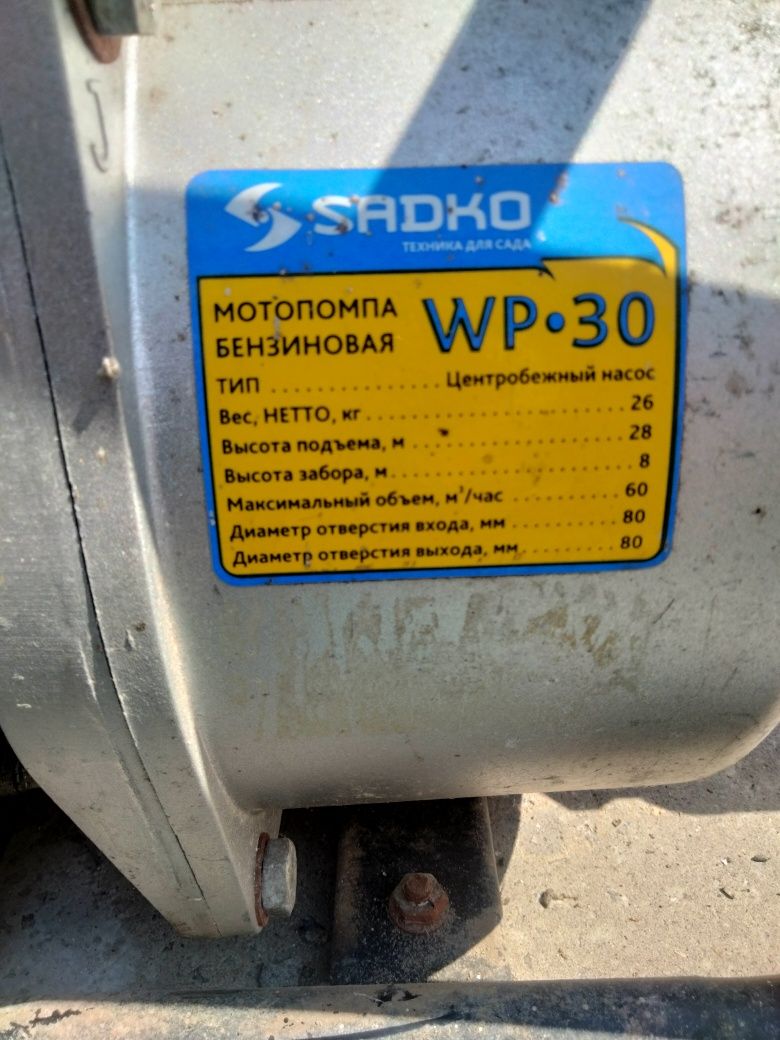 SADKO
ТЕХНИКА ДЛЯ САДА
МОТОПОМПА
БЕНЗИНОВАЯ
WP•30
ТИП ................ Центробежный насос
Вес, НЕТТО, кг ........................ 26
Высота подъема, м .................... 28
Высота забора, м ...................... 8
Максимальный объем, м³/час .......... 60
Диаметр отверстия входа, мм .......... 80
Диаметр отверстия выхода, мм ......... 80